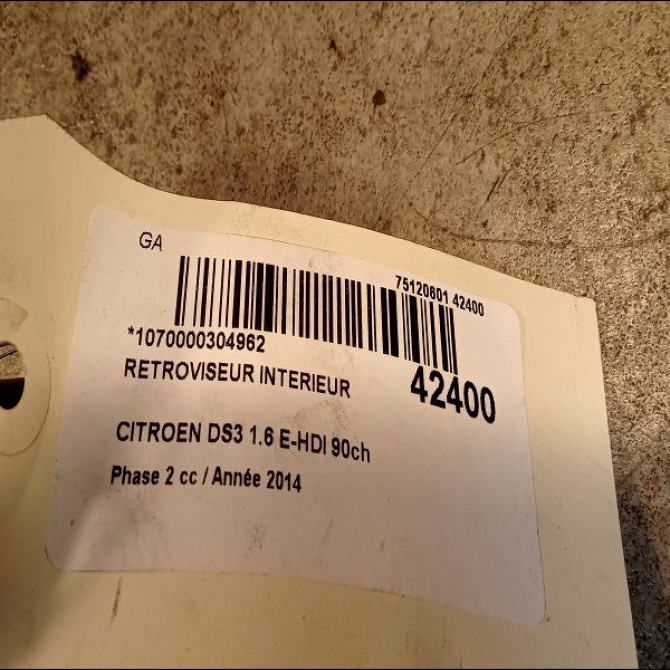 GA
75120601 42400
*1070000304962
RETROVISEUR INTERIEUR
42400
CITROEN DS3 1.6 E-HDI 90ch
Phase 2 cc / Année 2014